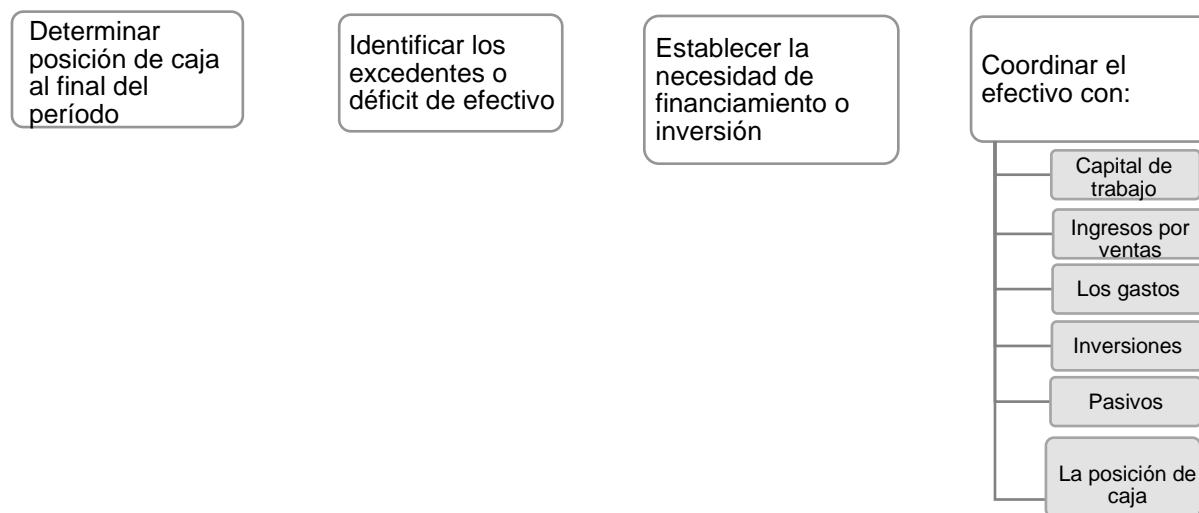 Determinar
posición de caja
al final del
período
Identificar los
excedentes o
déficit de efectivo
Establecer la
necesidad de
financiamiento o
inversión
Coordinar el
efectivo con:
Capital de
trabajo
Ingresos por
ventas
Los gastos
Inversiones
Pasivos
La posición de
caja